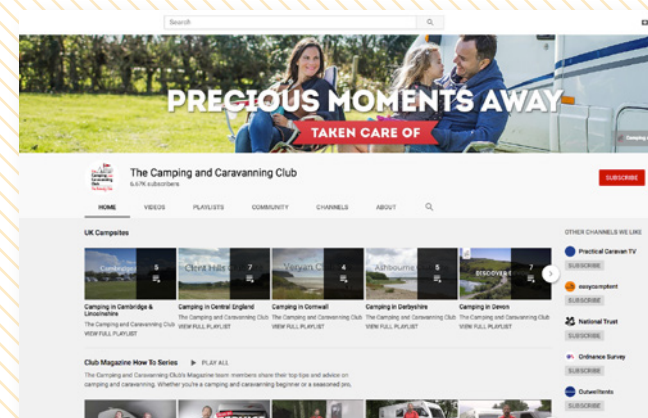 Search
PRECIOUS MOMENTS AWAY
TAKEN CARE OF
The Camping and Caravanning Club
6.67K subscribers
SUBSCRIBE
HOME VIDEOS PLAYLISTS COMMUNITY CHANNELS ABOUT
UK Campsites
5 7 4 5 7
DISCOVER
Camping in Cambridge & Lincolnshire
The Camping and Caravanning Club
VIEW FULL PLAYLIST
Camping in Central England
The Camping and Caravanning Club
VIEW FULL PLAYLIST
Camping in Cornwall
The Camping and Caravanning Club
VIEW FULL PLAYLIST
Camping in Derbyshire
The Camping and Caravanning Club
VIEW FULL PLAYLIST
Camping in Devon
The Camping and Caravanning Club
VIEW FULL PLAYLIST
Club Magazine How To Series PLAY ALL
The Camping and Caravanning Club's Magazine team members share their top tips and advice on
camping and caravanning. Whether you're a camping and caravanning beginner or a seasoned pro,
OTHER CHANNELS WE LIKE
Practical Caravan TV
SUBSCRIBE
easycamptent
SUBSCRIBE
National Trust
SUBSCRIBE
Ordnance Survey
SUBSCRIBE
Outwelltents
SUBSCRIBE